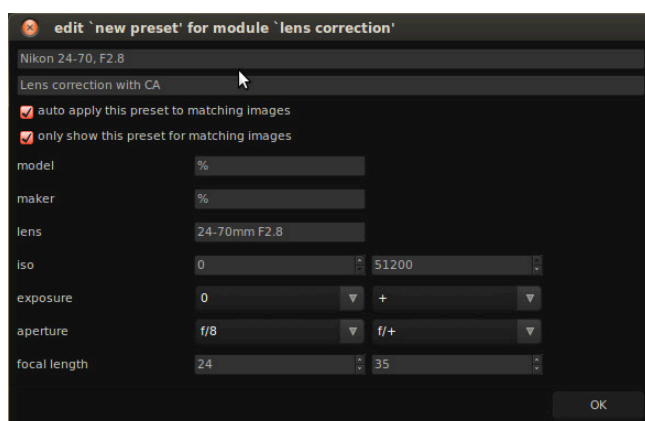 edit `new preset' for module `lens correction'
Nikon 24-70, F2.8
Lens correction with CA
auto apply this preset to matching images
only show this preset for matching images
model %
maker %
lens 24-70mm F2.8
iso 0 51200
exposure 0 +
aperture f/8 f/+
focal length 24 35
OK